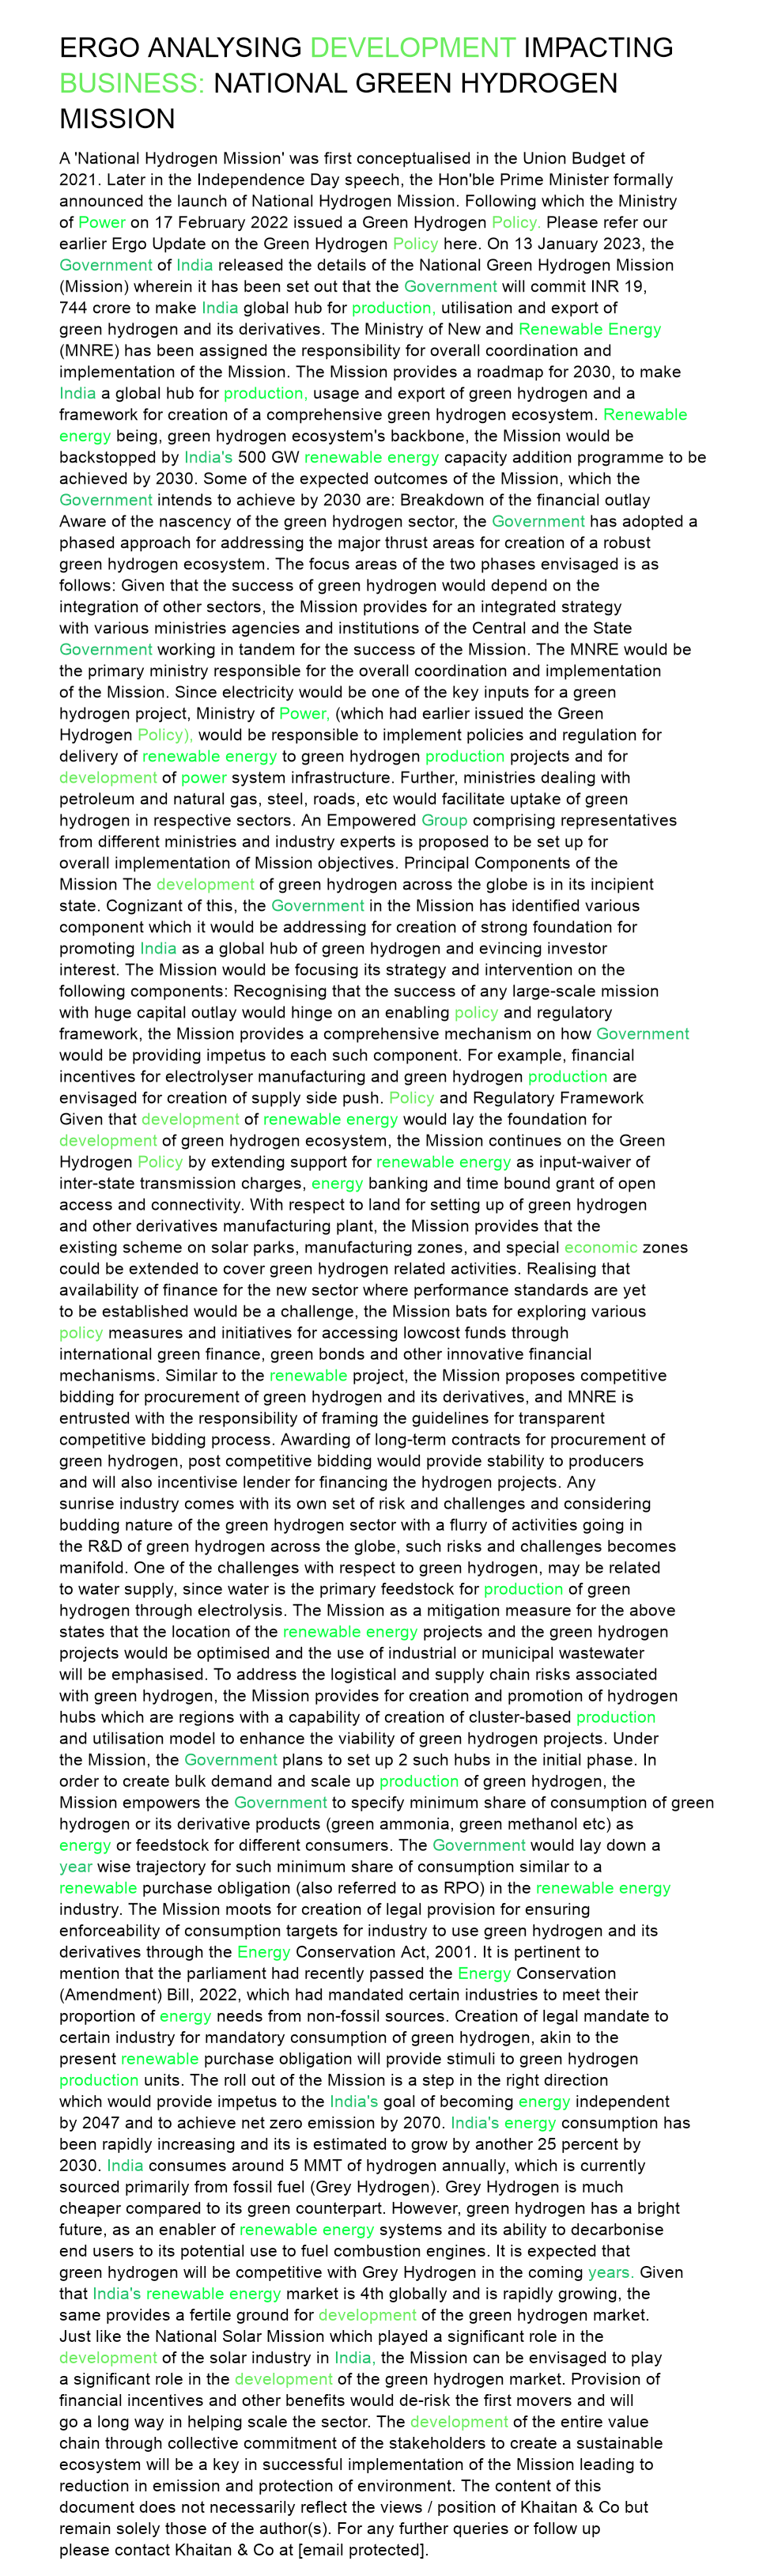 ERGO ANALYSING DEVELOPMENT IMPACTING
BUSINESS: NATIONAL GREEN HYDROGEN
MISSION
A 'National Hydrogen Mission' was first conceptualised in the Union Budget of
2021. Later in the Independence Day speech, the Hon'ble Prime Minister formally
announced the launch of National Hydrogen Mission. Following which the Ministry
of Power on 17 February 2022 issued a Green Hydrogen Policy. Please refer our
earlier Ergo Update on the Green Hydrogen Policy here. On 13 January 2023, the
Government of India released the details of the National Green Hydrogen Mission
(Mission) wherein it has been set out that the Government will commit INR 19,
744 crore to make India global hub for production, utilisation and export of
green hydrogen and its derivatives. The Ministry of New and Renewable Energy
(MNRE) has been assigned the responsibility for overall coordination and
implementation of the Mission. The Mission provides a roadmap for 2030, to make
India a global hub for production, usage and export of green hydrogen and a
framework for creation of a comprehensive green hydrogen ecosystem. Renewable
energy being, green hydrogen ecosystem's backbone, the Mission would be
backstopped by India's 500 GW renewable energy capacity addition programme to be
achieved by 2030. Some of the expected outcomes of the Mission, which the
Government intends to achieve by 2030 are: Breakdown of the financial outlay
Aware of the nascency of the green hydrogen sector, the Government has adopted a
phased approach for addressing the major thrust areas for creation of a robust
green hydrogen ecosystem. The focus areas of the two phases envisaged is as
follows: Given that the success of green hydrogen would depend on the
integration of other sectors, the Mission provides for an integrated strategy
with various ministries agencies and institutions of the Central and the State
Government working in tandem for the success of the Mission. The MNRE would be
the primary ministry responsible for the overall coordination and implementation
of the Mission. Since electricity would be one of the key inputs for a green
hydrogen project, Ministry of Power, (which had earlier issued the Green
Hydrogen Policy), would be responsible to implement policies and regulation for
delivery of renewable energy to green hydrogen production projects and for
development of power system infrastructure. Further, ministries dealing with
petroleum and natural gas, steel, roads, etc would facilitate uptake of green
hydrogen in respective sectors. An Empowered Group comprising representatives
from different ministries and industry experts is proposed to be set up for
overall implementation of Mission objectives. Principal Components of the
Mission The development of green hydrogen across the globe is in its incipient
state. Cognizant of this, the Government in the Mission has identified various
component which it would be addressing for creation of strong foundation for
promoting India as a global hub of green hydrogen and evincing investor
interest. The Mission would be focusing its strategy and intervention on the
following components: Recognising that the success of any large-scale mission
with huge capital outlay would hinge on an enabling policy and regulatory
framework, the Mission provides a comprehensive mechanism on how Government
would be providing impetus to each such component. For example, financial
incentives for electrolyser manufacturing and green hydrogen production are
envisaged for creation of supply side push. Policy and Regulatory Framework
Given that development of renewable energy would lay the foundation for
development of green hydrogen ecosystem, the Mission continues on the Green
Hydrogen Policy by extending support for renewable energy as input-waiver of
inter-state transmission charges, energy banking and time bound grant of open
access and connectivity. With respect to land for setting up of green hydrogen
and other derivatives manufacturing plant, the Mission provides that the
existing scheme on solar parks, manufacturing zones, and special economic zones
could be extended to cover green hydrogen related activities. Realising that
availability of finance for the new sector where performance standards are yet
to be established would be a challenge, the Mission bats for exploring various
policy measures and initiatives for accessing lowcost funds through
international green finance, green bonds and other innovative financial
mechanisms. Similar to the renewable project, the Mission proposes competitive
bidding for procurement of green hydrogen and its derivatives, and MNRE is
entrusted with the responsibility of framing the guidelines for transparent
competitive bidding process. Awarding of long-term contracts for procurement of
green hydrogen, post competitive bidding would provide stability to producers
and will also incentivise lender for financing the hydrogen projects. Any
sunrise industry comes with its own set of risk and challenges and considering
budding nature of the green hydrogen sector with a flurry of activities going in
the R&D of green hydrogen across the globe, such risks and challenges becomes
manifold. One of the challenges with respect to green hydrogen, may be related
to water supply, since water is the primary feedstock for production of green
hydrogen through electrolysis. The Mission as a mitigation measure for the above
states that the location of the renewable energy projects and the green hydrogen
projects would be optimised and the use of industrial or municipal wastewater
will be emphasised. To address the logistical and supply chain risks associated
with green hydrogen, the Mission provides for creation and promotion of hydrogen
hubs which are regions with a capability of creation of cluster-based production
and utilisation model to enhance the viability of green hydrogen projects. Under
the Mission, the Government plans to set up 2 such hubs in the initial phase. In
order to create bulk demand and scale up production of green hydrogen, the
Mission empowers the Government to specify minimum share of consumption of green
hydrogen or its derivative products (green ammonia, green methanol etc) as
energy or feedstock for different consumers. The Government would lay down a
year wise trajectory for such minimum share of consumption similar to a
renewable purchase obligation (also referred to as RPO) in the renewable energy
industry. The Mission moots for creation of legal provision for ensuring
enforceability of consumption targets for industry to use green hydrogen and its
derivatives through the Energy Conservation Act, 2001. It is pertinent to
mention that the parliament had recently passed the Energy Conservation
(Amendment) Bill, 2022, which had mandated certain industries to meet their
proportion of energy needs from non-fossil sources. Creation of legal mandate to
certain industry for mandatory consumption of green hydrogen, akin to the
present renewable purchase obligation will provide stimuli to green hydrogen
production units. The roll out of the Mission is a step in the right direction
which would provide impetus to the India's goal of becoming energy independent
by 2047 and to achieve net zero emission by 2070. India's energy consumption has
been rapidly increasing and its is estimated to grow by another 25 percent by
2030. India consumes around 5 MMT of hydrogen annually, which is currently
sourced primarily from fossil fuel (Grey Hydrogen). Grey Hydrogen is much
cheaper compared to its green counterpart. However, green hydrogen has a bright
future, as an enabler of renewable energy systems and its ability to decarbonise
end users to its potential use to fuel combustion engines. It is expected that
green hydrogen will be competitive with Grey Hydrogen in the coming years. Given
that India's renewable energy market is 4th globally and is rapidly growing, the
same provides a fertile ground for development of the green hydrogen market.
Just like the National Solar Mission which played a significant role in the
development of the solar industry in India, the Mission can be envisaged to play
a significant role in the development of the green hydrogen market. Provision of
financial incentives and other benefits would de-risk the first movers and will
go a long way in helping scale the sector. The development of the entire value
chain through collective commitment of the stakeholders to create a sustainable
ecosystem will be a key in successful implementation of the Mission leading to
reduction in emission and protection of environment. The content of this
document does not necessarily reflect the views / position of Khaitan & Co but
remain solely those of the author(s). For any further queries or follow up
please contact Khaitan & Co at [email protected].